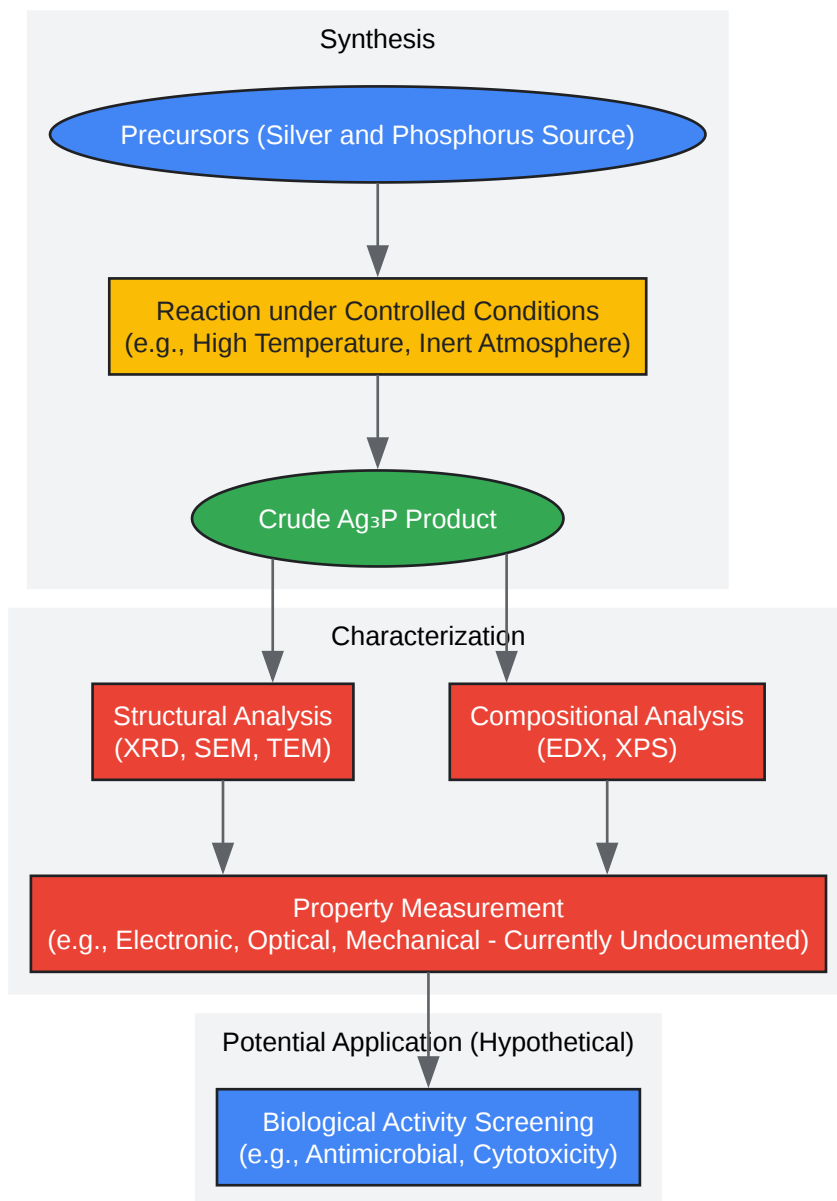 Synthesis
Precursors (Silver and Phosphorus Source)
Reaction under Controlled Conditions
(e.g., High Temperature, Inert Atmosphere)
Crude Ag₃P Product
Characterization
Structural Analysis
(XRD, SEM, TEM)
Compositional Analysis
(EDX, XPS)
Property Measurement
(e.g., Electronic, Optical, Mechanical - Currently Undocumented)
Potential Application (Hypothetical)
Biological Activity Screening
(e.g., Antimicrobial, Cytotoxicity)